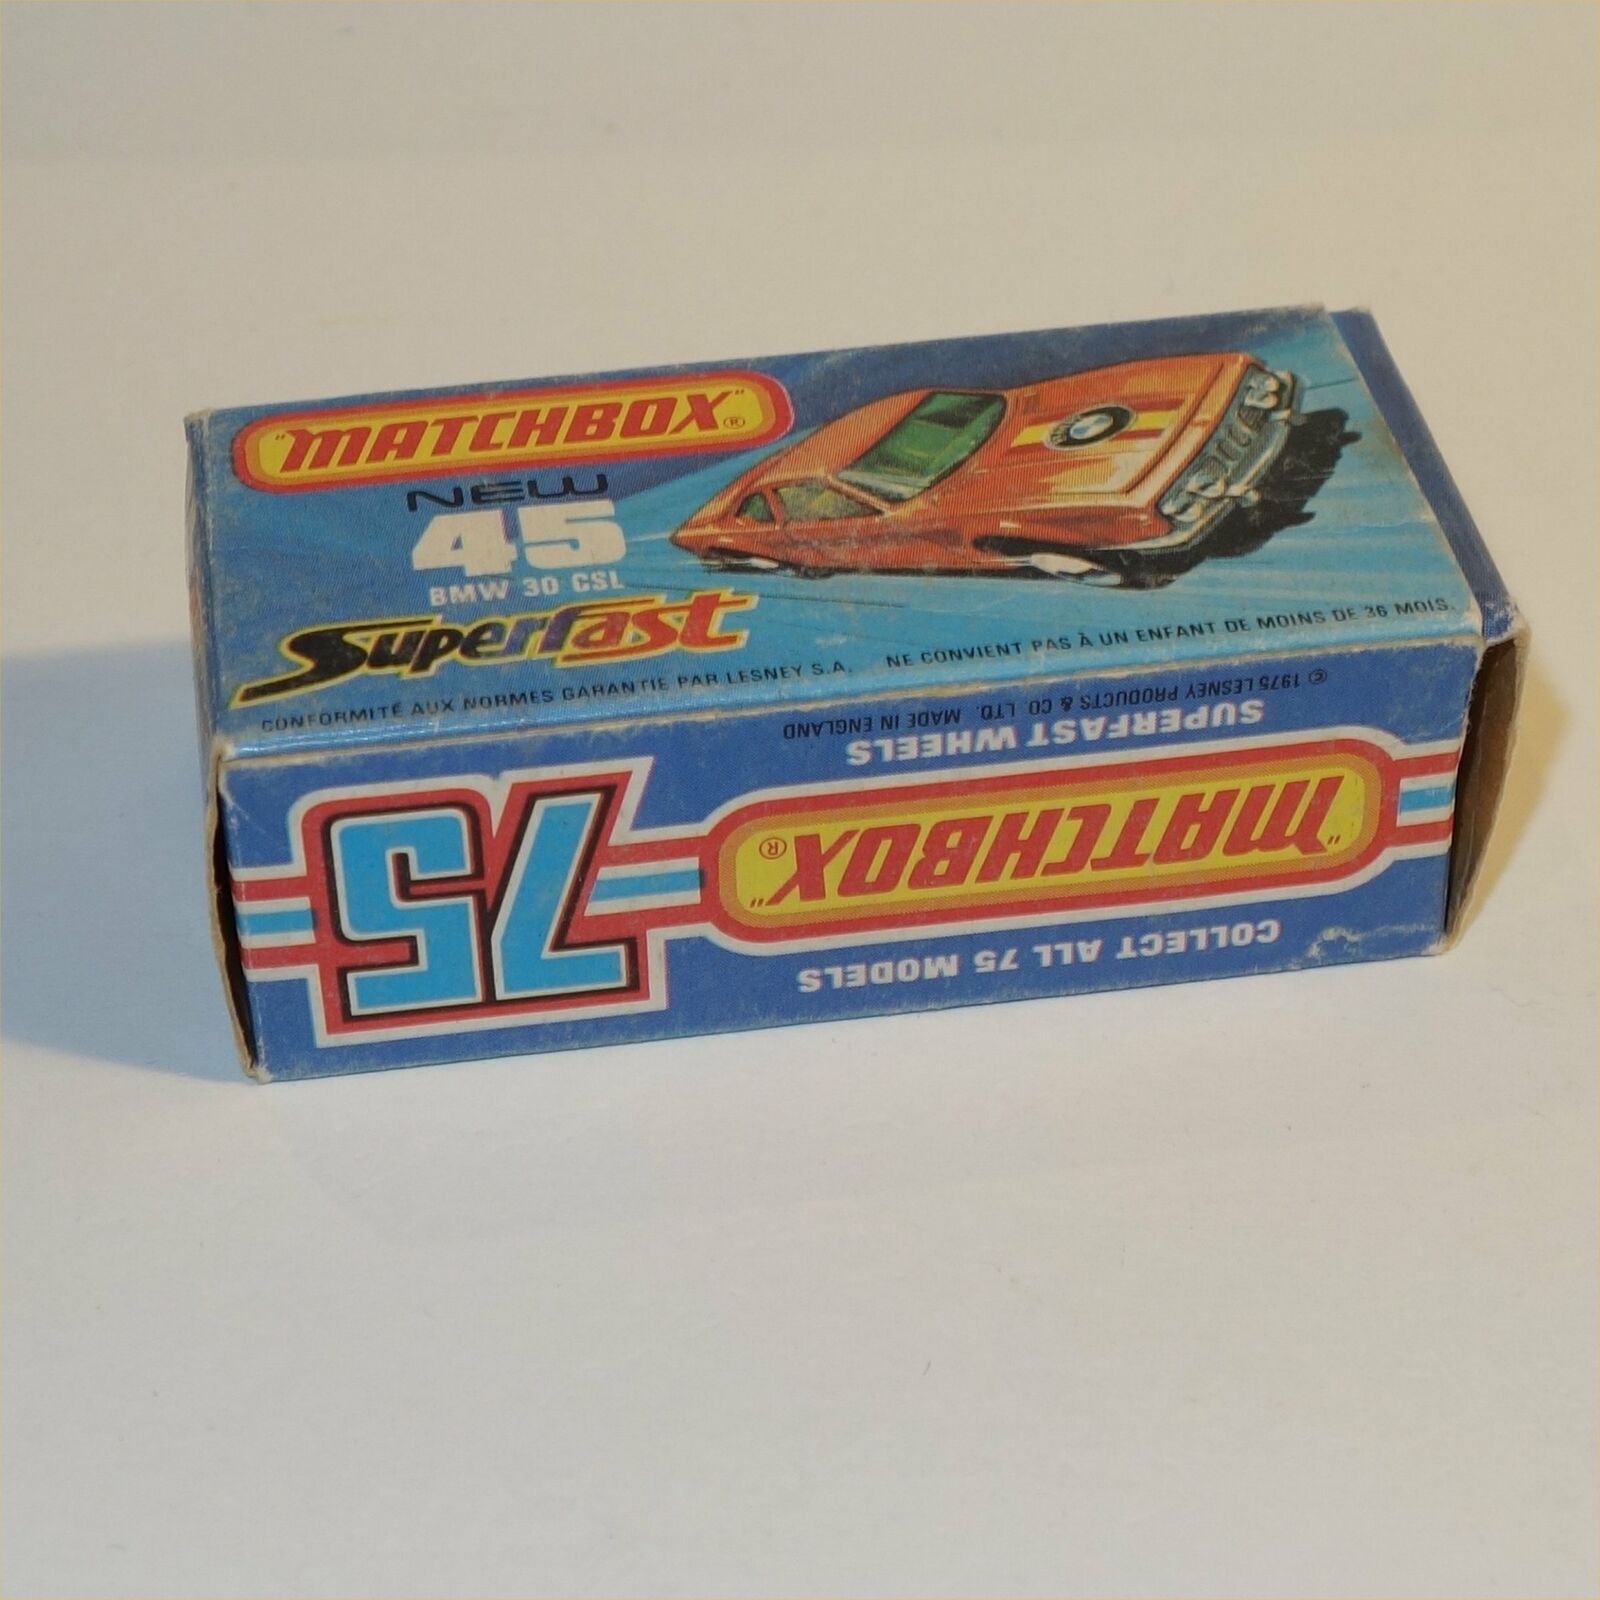 "MATCHBOX"®
NEW
45
BMW 30 CSL
Superfast
CONFORMITÉ AUX NORMES GARANTIE PAR LESNEY S.A. NE CONVIENT PAS À UN ENFANT DE MOINS DE 36 MOIS.
COLLECT ALL 75 MODELS
"MATCHBOX"®
75
SUPERFAST WHEELS
© 1975 LESNEY PRODUCTS & CO LTD. MADE IN ENGLAND
BMW